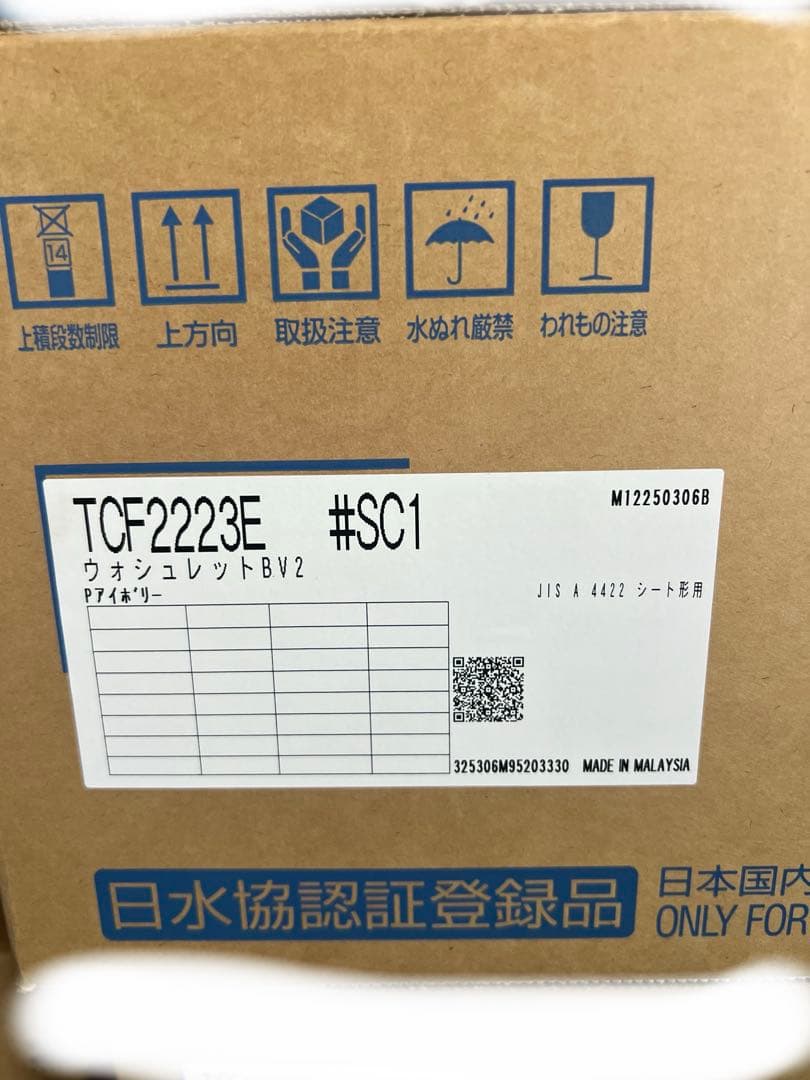 14
上積段数制限 上方向 取扱注意 水ぬれ厳禁 われもの注意
TCF2223E #SC1 M12250306B
ウォシュレットBV2
Pアイボリー JIS A 4422 シート形用
325306M95203330 MADE IN MALAYSIA
日水協認証登録品
日本国内
ONLY FOR